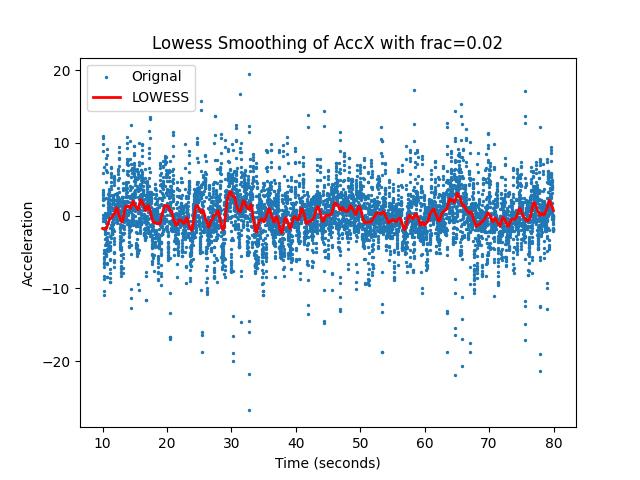 Lowess Smoothing of AccX with frac=0.02
Orignal
LOWESS
20
10
0
−10
−20
Acceleration
10 20 30 40 50 60 70 80
Time (seconds)